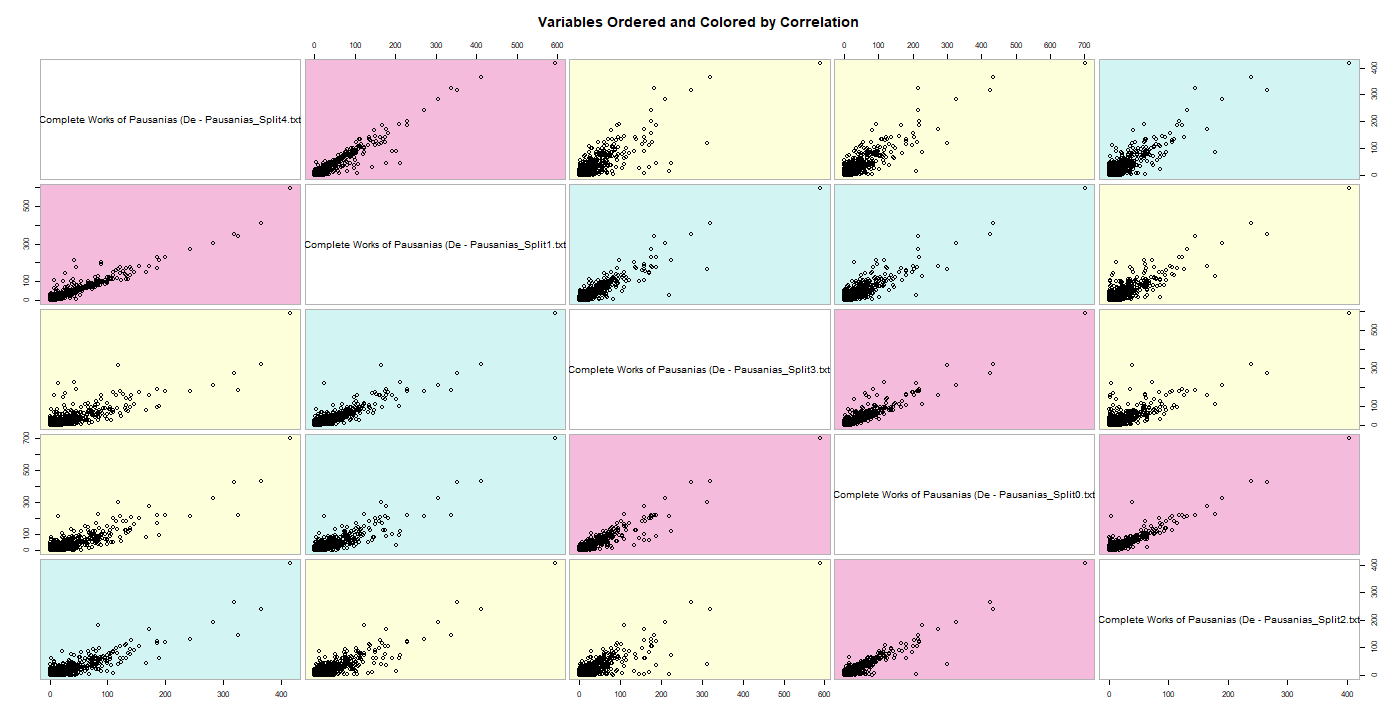 Variables Ordered and Colored by Correlation
0 100 200 300 400 500 600
0 100 200 300 400 500 600 700
Complete Works of Pausanias (De - Pausanias_Split4.txt
0 100 200 300 400
0 100 300 500
Complete Works of Pausanias (De - Pausanias_Split1.txt
Complete Works of Pausanias (De - Pausanias_Split3.txt
0 100 300 500
0 100 300 500 700
Complete Works of Pausanias (De - Pausanias_Split0.txt
Complete Works of Pausanias (De - Pausanias_Split2.txt
0 100 200 300 400
0 100 200 300 400
0 100 200 300 400 500 600
0 100 200 300 400